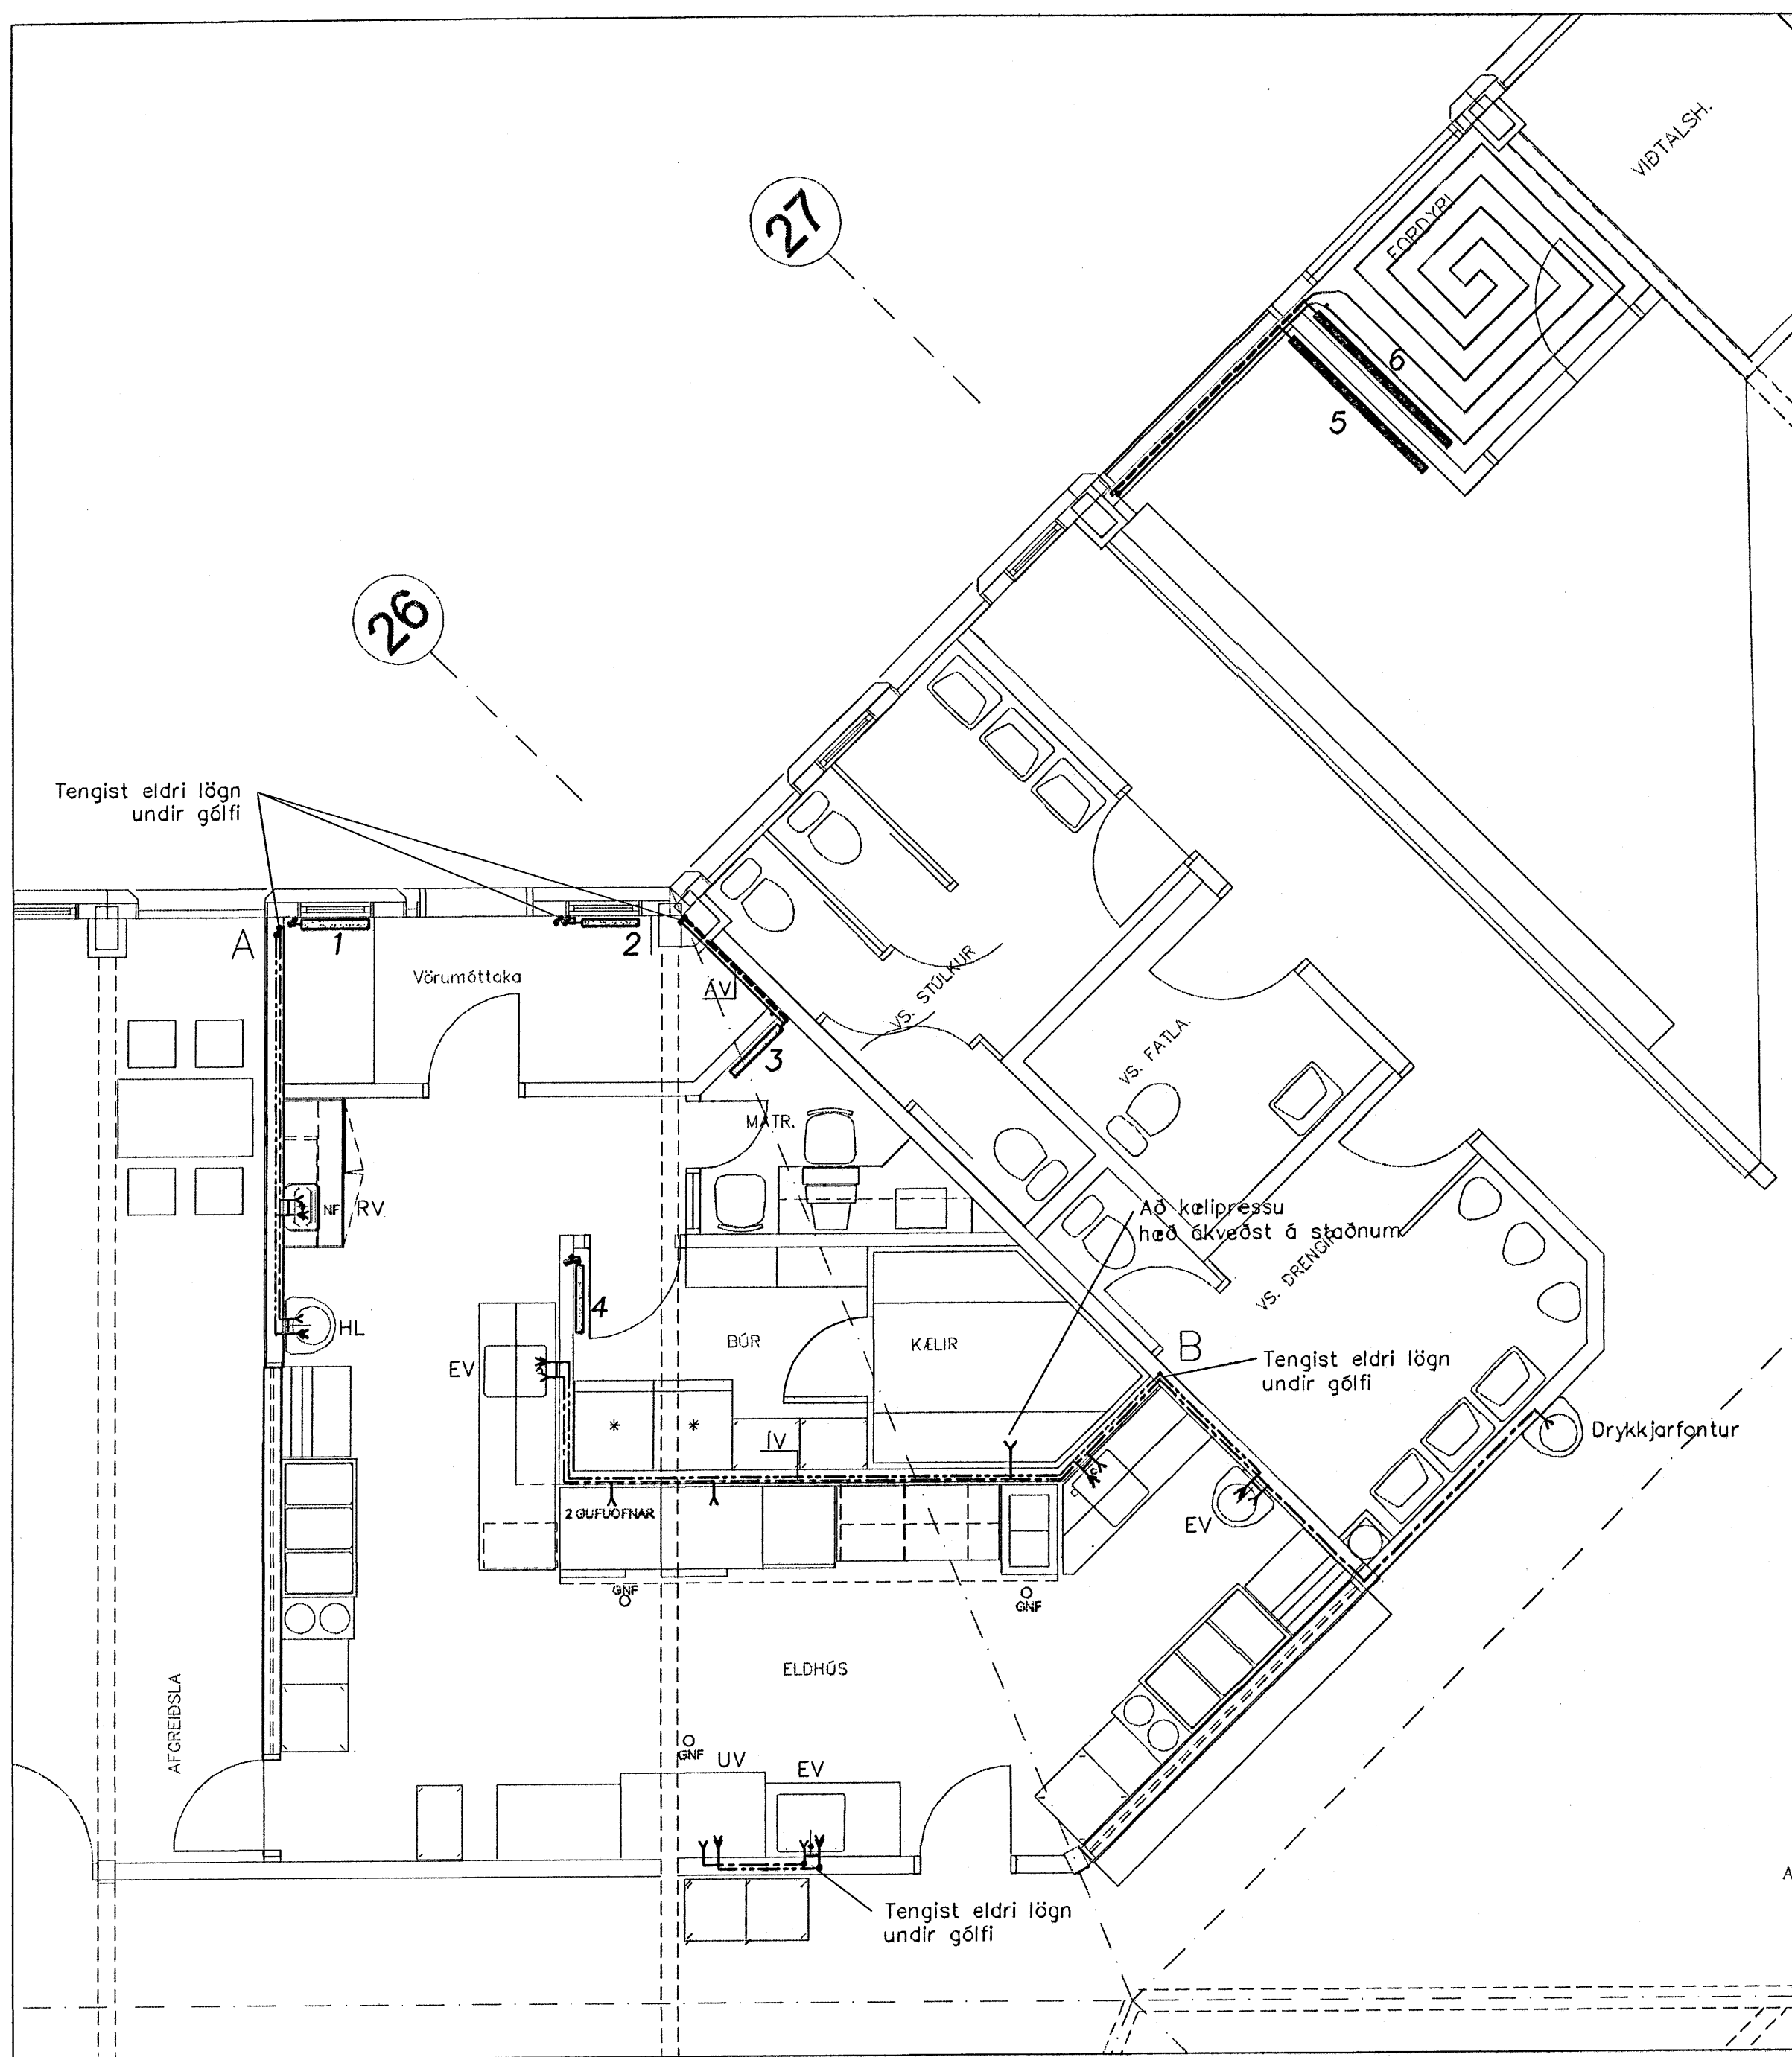 VIÐTALSH.
27
FORDYRI
6
5
26
Tengist eldri lögn
undir gólfi
A
1
2
Vörumóttaka
ÁV
3
VS. STÚLKUR
VS. FATLA.
MATR.
NF
RV
Að kælipressu
hæð ákveðst á staðnum
VS. DRENGIR
HL
4
BÚR
KÆLIR
EV
B
Tengist eldri lögn
undir gólfi
Drykkjarfontur
ÍV
2 GUFUOFNAR
EV
GNF
GNF
ELDHÚS
AFGREIÐSLA
GNF
UV
EV
A
Tengist eldri lögn
undir gólfi